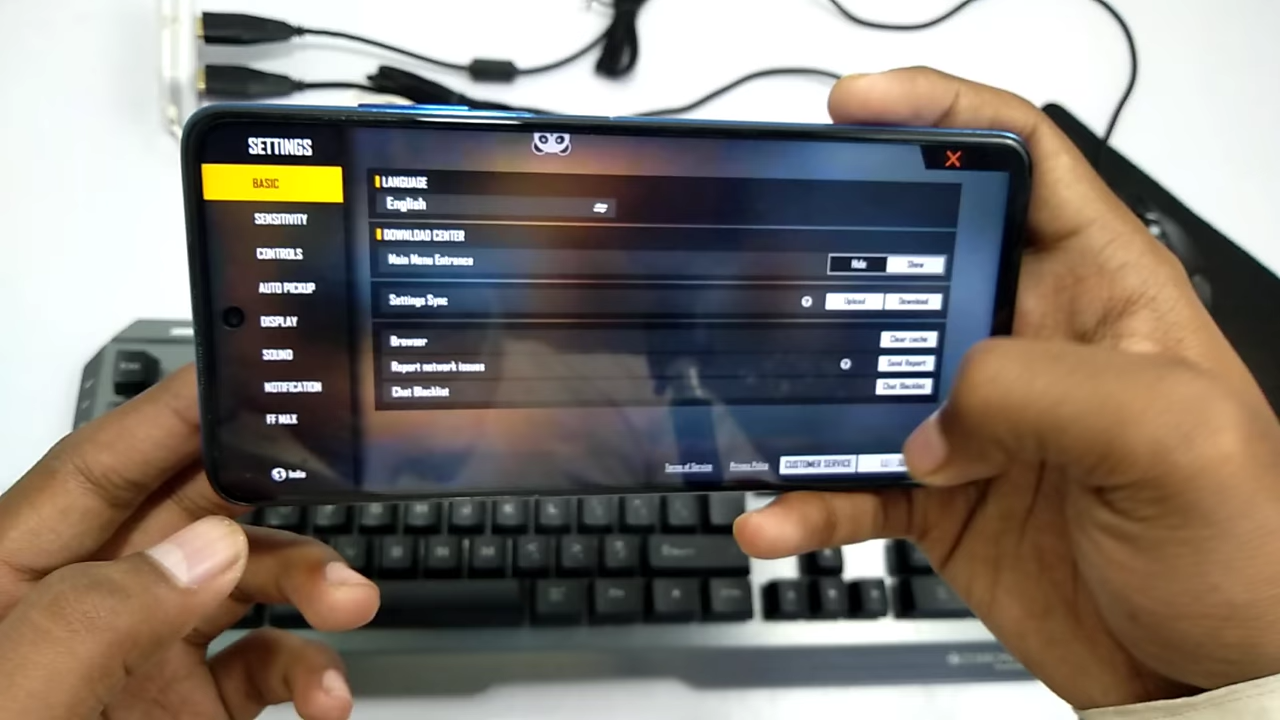 SETTINGS
BASIC
SENSITIVITY
CONTROLS
AUTO PICKUP
DISPLAY
SOUND
NOTIFICATION
FF MAX
India
LANGUAGE
English
DOWNLOAD CENTER
Main Menu Entrance
Hide
Show
Settings Sync
?
Upload
Download
Browser
Clear cache
Report network issues
?
Send Report
Chat Blacklist
Chat Blacklist
Terms of Service
Privacy Policy
CUSTOMER SERVICE